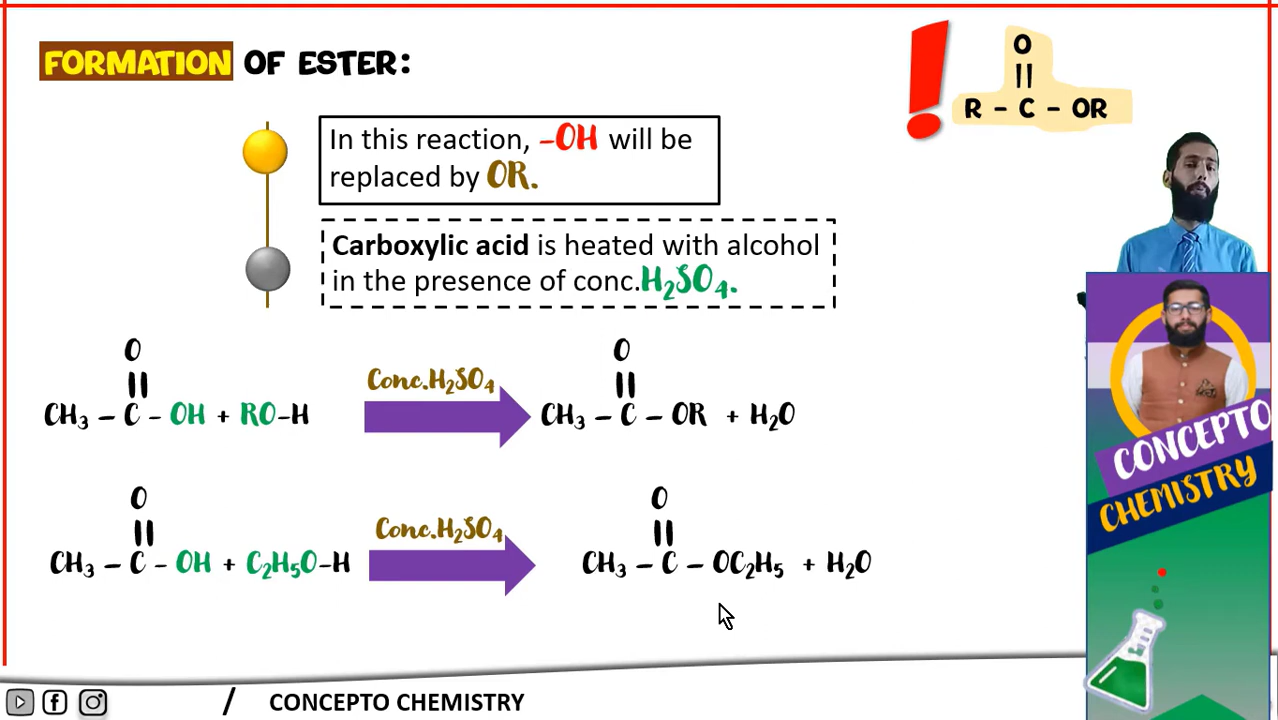 FORMATION OF ESTER:
O
||
R – C – OR
In this reaction, –OH will be
replaced by OR.
Carboxylic acid is heated with alcohol
in the presence of conc.H₂SO₄.
O
||
CH₃ – C – OH + RO–H
Conc.H₂SO₄
O
||
CH₃ – C – OR + H₂O
O
||
CH₃ – C – OH + C₂H₅O–H
Conc.H₂SO₄
O
||
CH₃ – C – OC₂H₅ + H₂O
CONCEPTO
CHEMISTRY
/ CONCEPTO CHEMISTRY